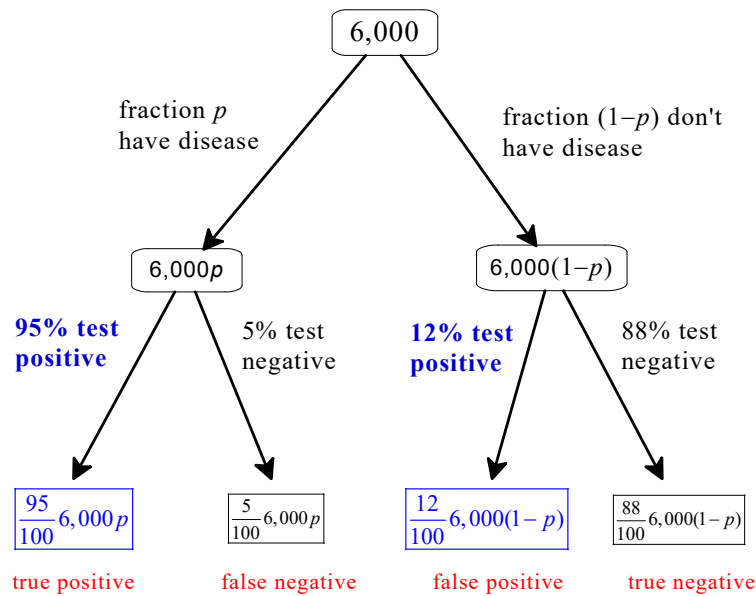 6,000
fraction p
have disease
fraction (1−p) don't
have disease
6,000p
6,000(1−p)
95% test
positive
5% test
negative
12% test
positive
88% test
negative
95/100 6,000p
5/100 6,000p
12/100 6,000(1−p)
88/100 6,000(1−p)
true positive
false negative
false positive
true negative